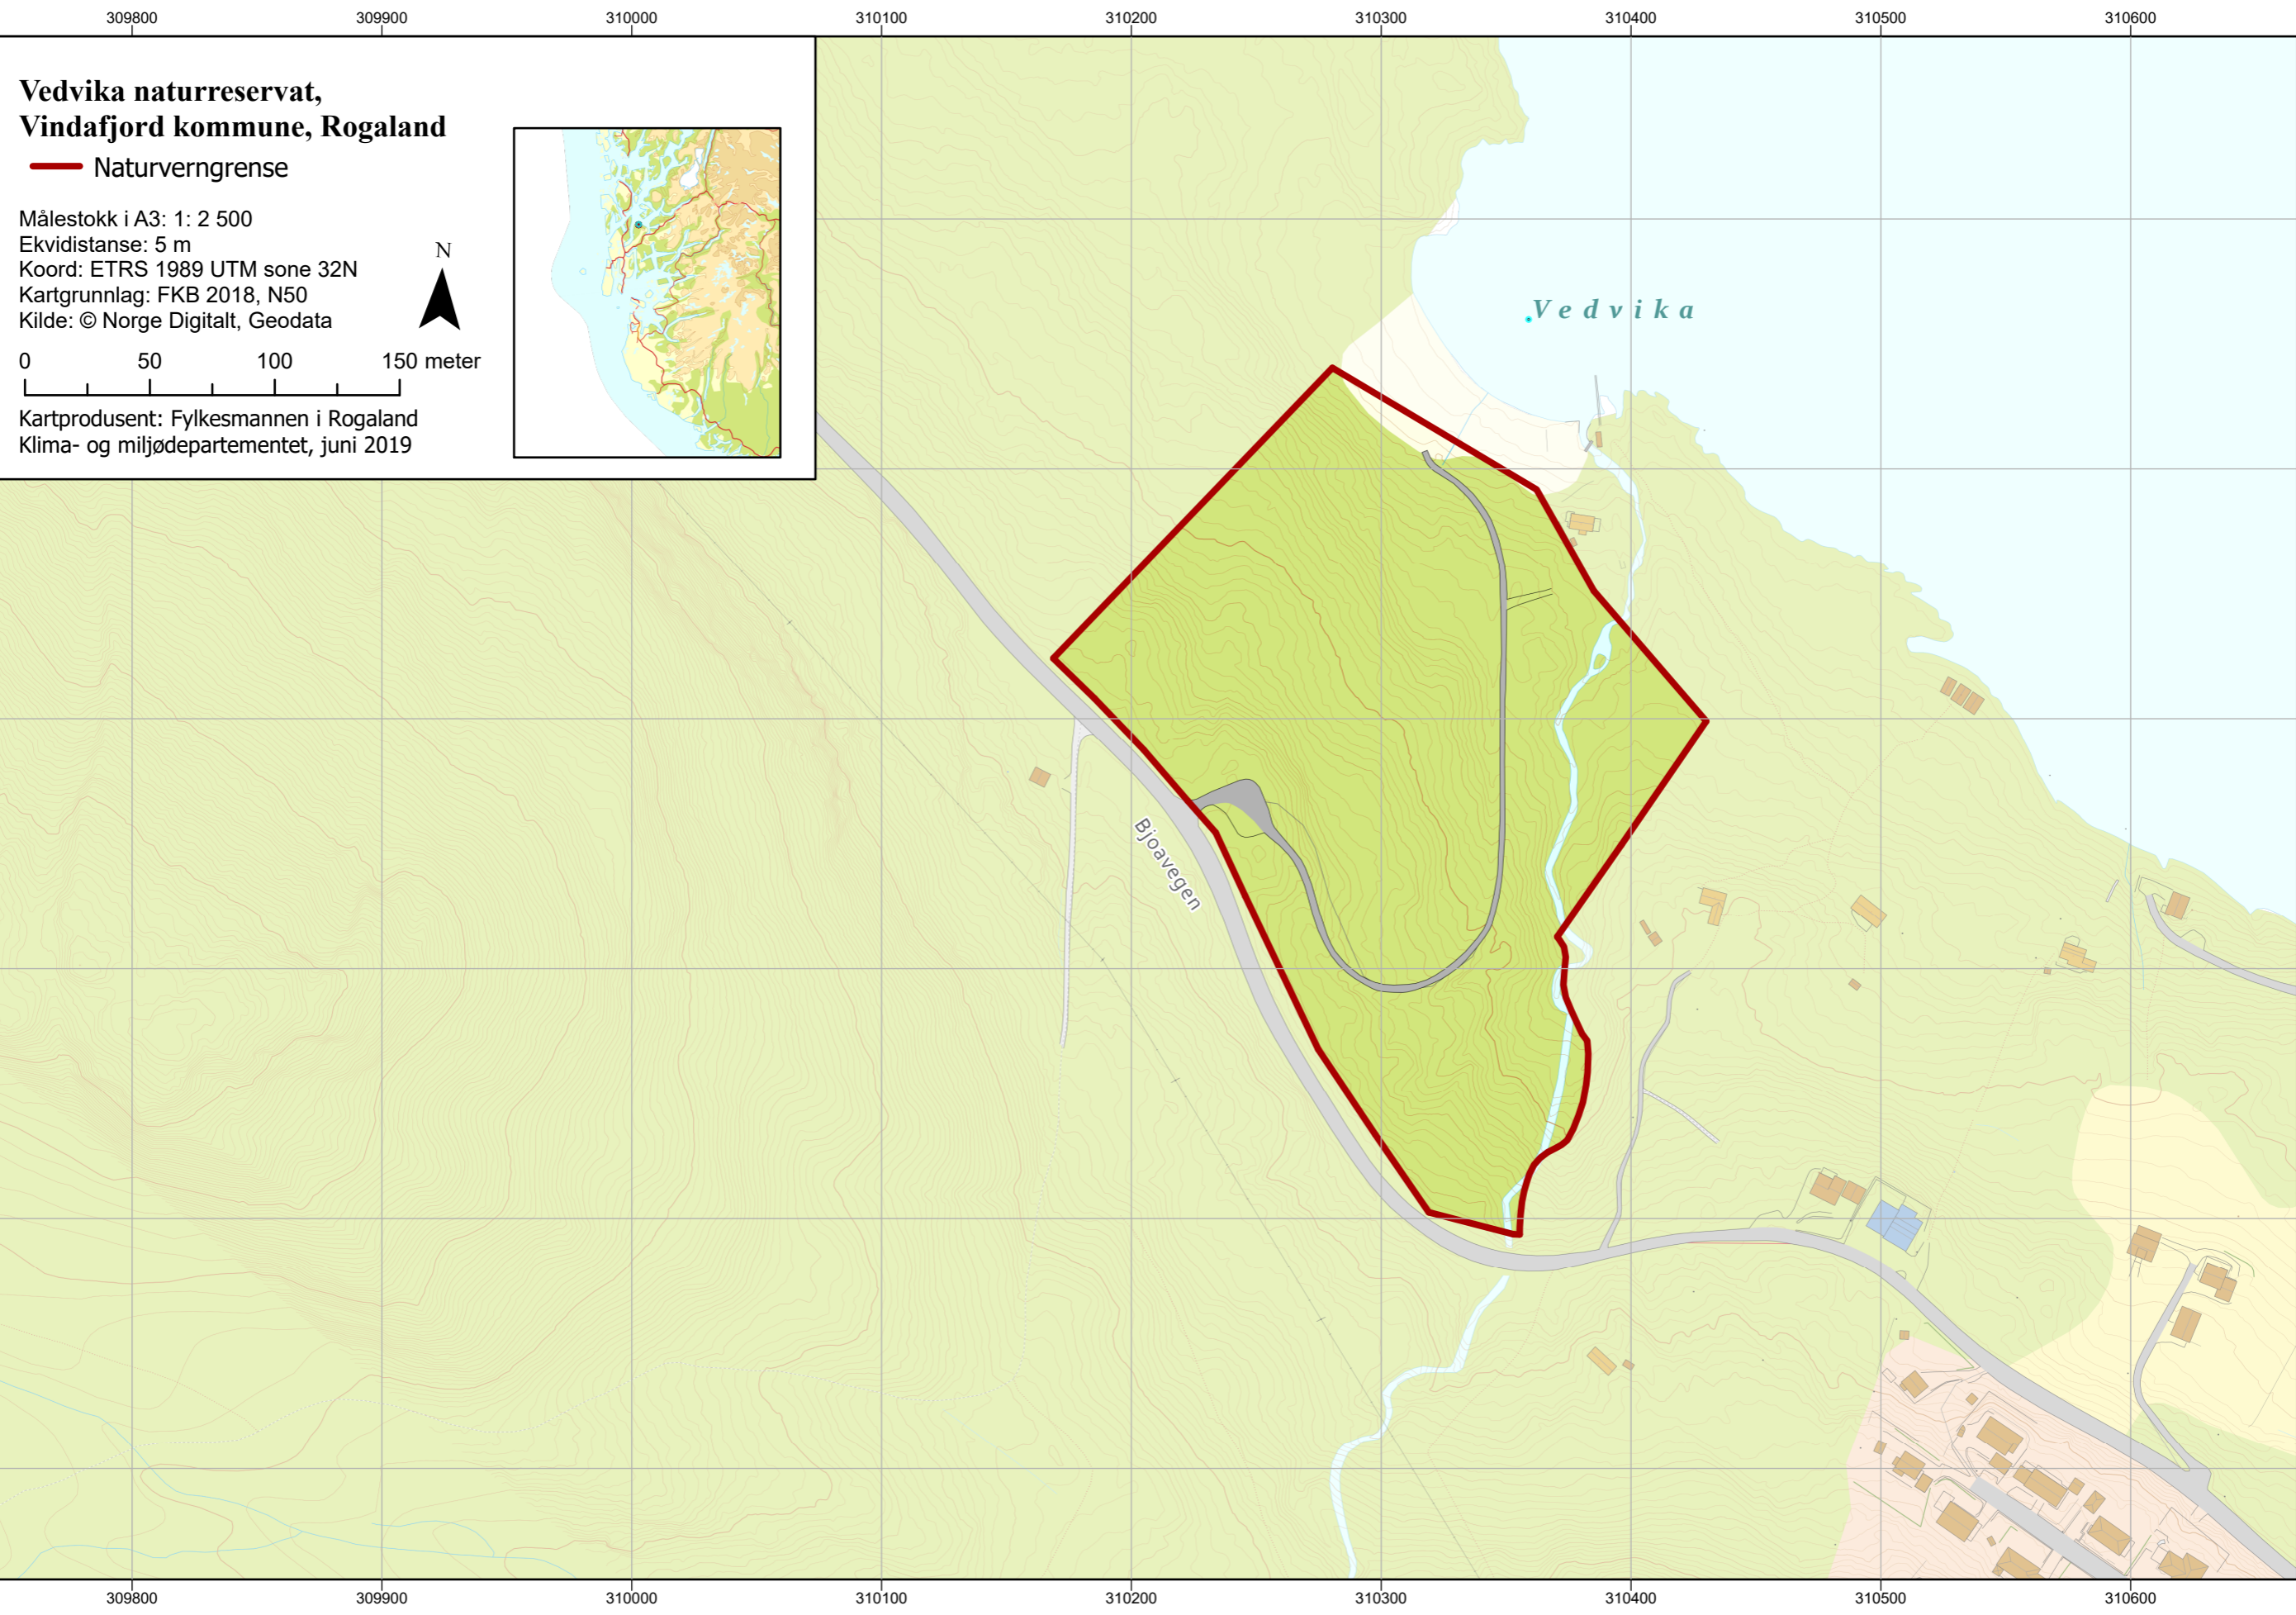 309800 309900 310000 310100 310200 310300 310400 310500 310600
Vedvika naturreservat,
Vindafjord kommune, Rogaland
Naturverngrense
Målestokk i A3: 1: 2 500
Ekvidistanse: 5 m
Koord: ETRS 1989 UTM sone 32N
Kartgrunnlag: FKB 2018, N50
Kilde: © Norge Digitalt, Geodata
N
0 50 100 150 meter
Kartprodusent: Fylkesmannen i Rogaland
Klima- og miljødepartementet, juni 2019
Vedvika
Bjoavegen
309800 309900 310000 310100 310200 310300 310400 310500 310600